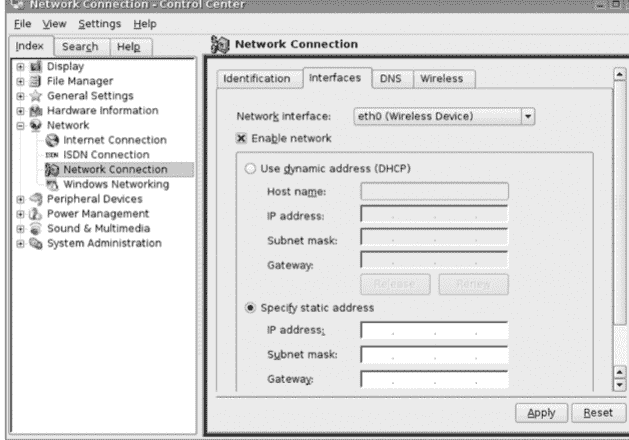 Network Connection - Control Center
File View Settings Help
Index Search Help
Network Connection
Display
File Manager
General Settings
Hardware Information
Network
Internet Connection
ISDN Connection
Network Connection
Windows Networking
Peripheral Devices
Power Management
Sound & Multimedia
System Administration
Identification Interfaces DNS Wireless
Network interface: eth0 (Wireless Device)
Enable network
Use dynamic address (DHCP)
Host name:
IP address:
Subnet mask:
Gateway:
Release Renew
Specify static address
IP address:
Subnet mask:
Gateway:
Apply Reset